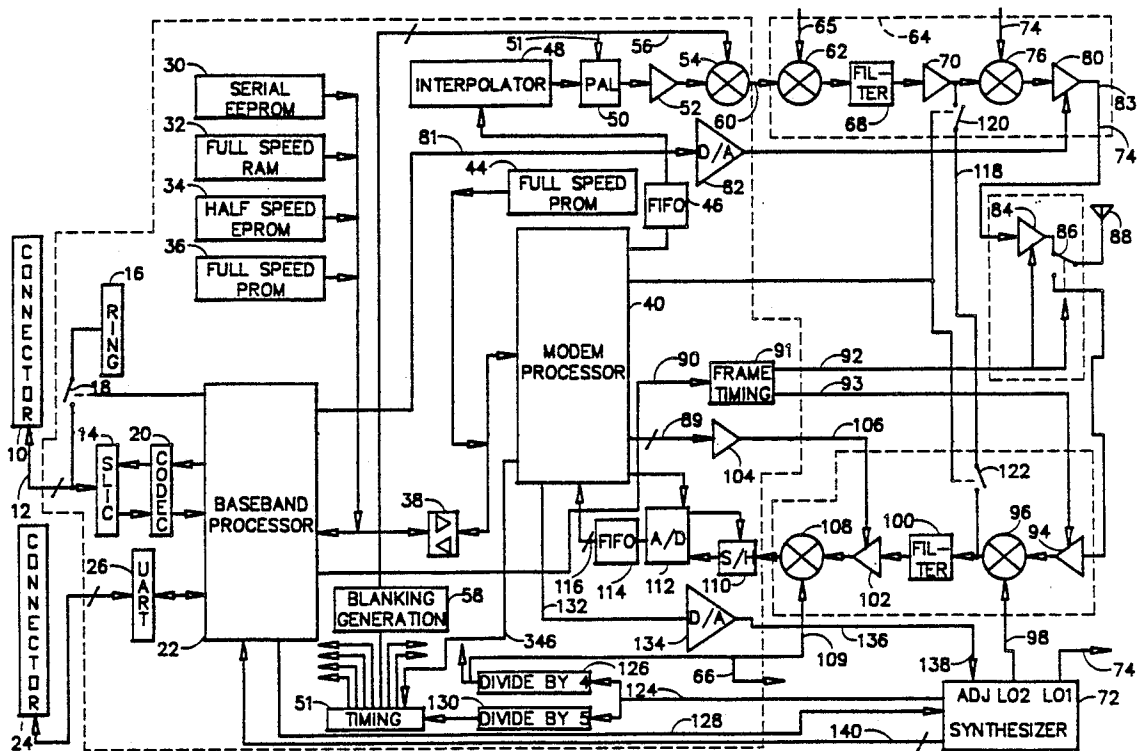 30
SERIAL
EEPROM
32
FULL SPEED
RAM
34
HALF SPEED
EPROM
36
FULL SPEED
PROM
51
48
INTERPOLATOR
PAL
50
52
56
54
60
65
62
64
FIL-
TER
68
70
74
76
80
83
74
120
118
81
44
FULL SPEED
PROM
D/A
82
FIFO
46
84
86
88
CONNECTOR
10
12
16
RING
18
14
SLIC
20
CODEC
BASEBAND
PROCESSOR
22
40
MODEM
PROCESSOR
38
90
91
FRAME
TIMING
92
93
89
104
106
122
108
100
FIL-
TER
102
96
94
98
S/H
110
A/D
112
FIFO
114
116
132
D/A
134
136
109
138
CONNECTOR
24
26
UART
BLANKING
GENERATION
58
346
66
126
DIVIDE BY 4
124
51
TIMING
130
DIVIDE BY 5
128
140
74
ADJ LO2 LO1
SYNTHESIZER
72